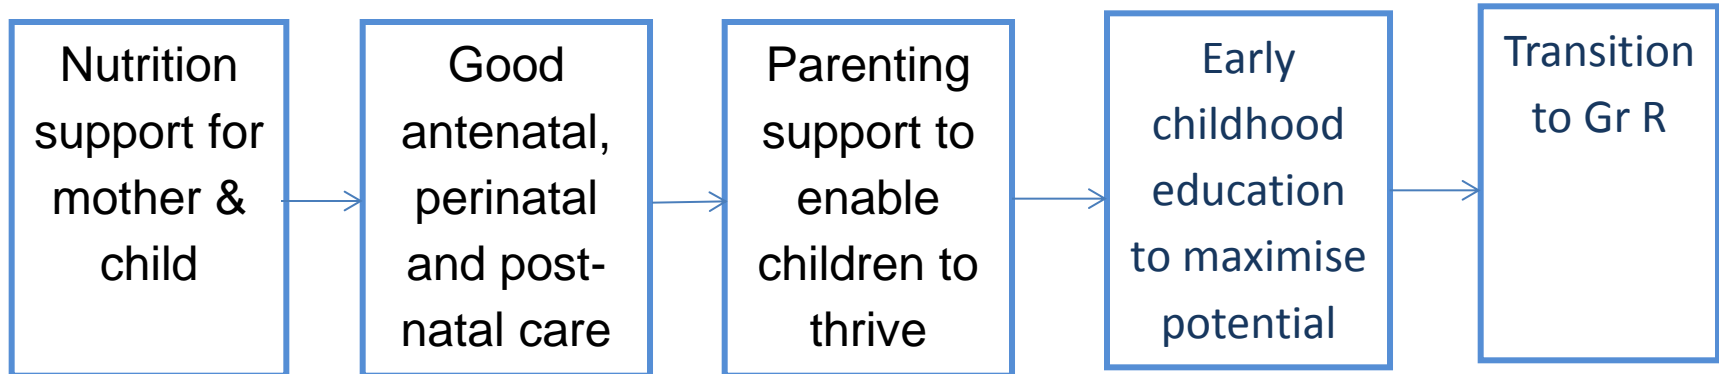 Nutrition
support for
mother &
child
Good
antenatal,
perinatal
and post-
natal care
Parenting
support to
enable
children to
thrive
Early
childhood
education
to maximise
potential
Transition
to Gr R